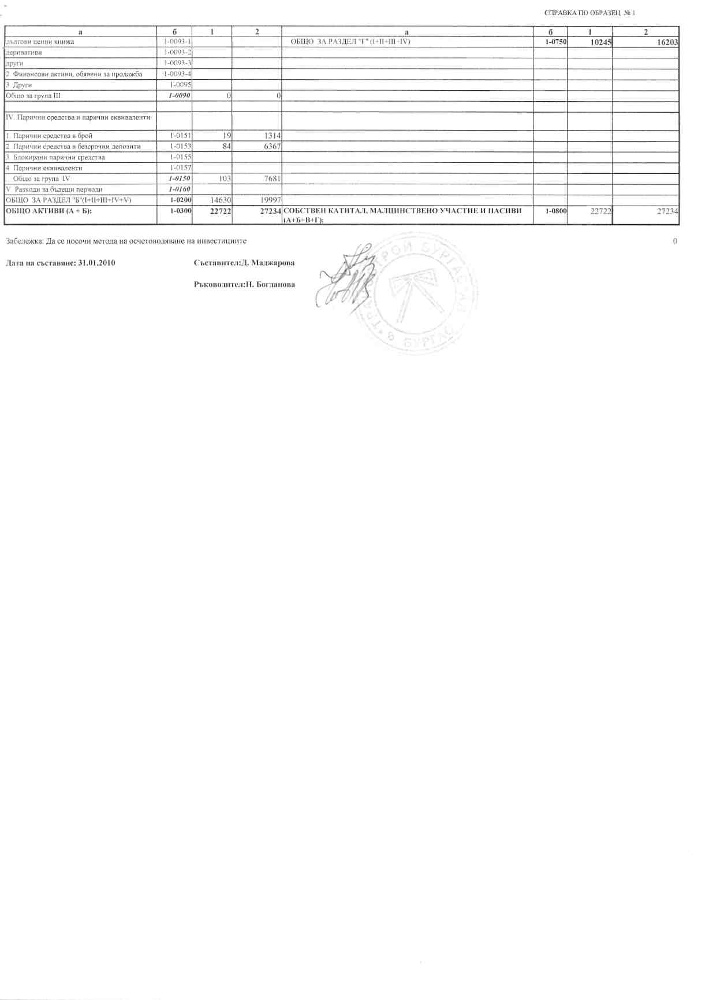 СПРАВКА ПО ОБРАЗЕЦ № 1
а б 1 2 а б 1 2
дългови ценни книжа 1-0093-1 ОБЩО ЗА РАЗДЕЛ "Г" (I+II+III+IV) 1-0750 10245 16203
деривативи 1-0093-2
други 1-0093-3
2. Финансови активи, обявени за продажба 1-0093-4
3. Други 1-0095
Общо за група III 1-0090 0 0
IV. Парични средства и парични еквиваленти
1. Парични средства в брой 1-0151 19 1314
2. Парични средства в безсрочни депозити 1-0153 84 6367
3. Блокирани парични средства 1-0155
4. Парични еквиваленти 1-0157
Общо за група IV 1-0150 103 7681
V. Разходи за бъдещи периоди 1-0160
ОБЩО ЗА РАЗДЕЛ "Б"(I+II+III+IV+V) 1-0200 14630 19997
ОБЩО АКТИВИ (А + Б): 1-0300 22722 27234 СОБСТВЕН КАТИТАЛ, МАЛЦИНСТВЕНО УЧАСТИЕ И ПАСИВИ 1-0800 22722 27234
(А+Б+В+Г):
Забележка: Да се посочи метода на осчетоводяване на инвестициите 0
Дата на съставяне: 31.01.2010 Съставител:Д. Маджарова
Ръководител:Н. Богданова
БУРГАС АД
БУРГАС